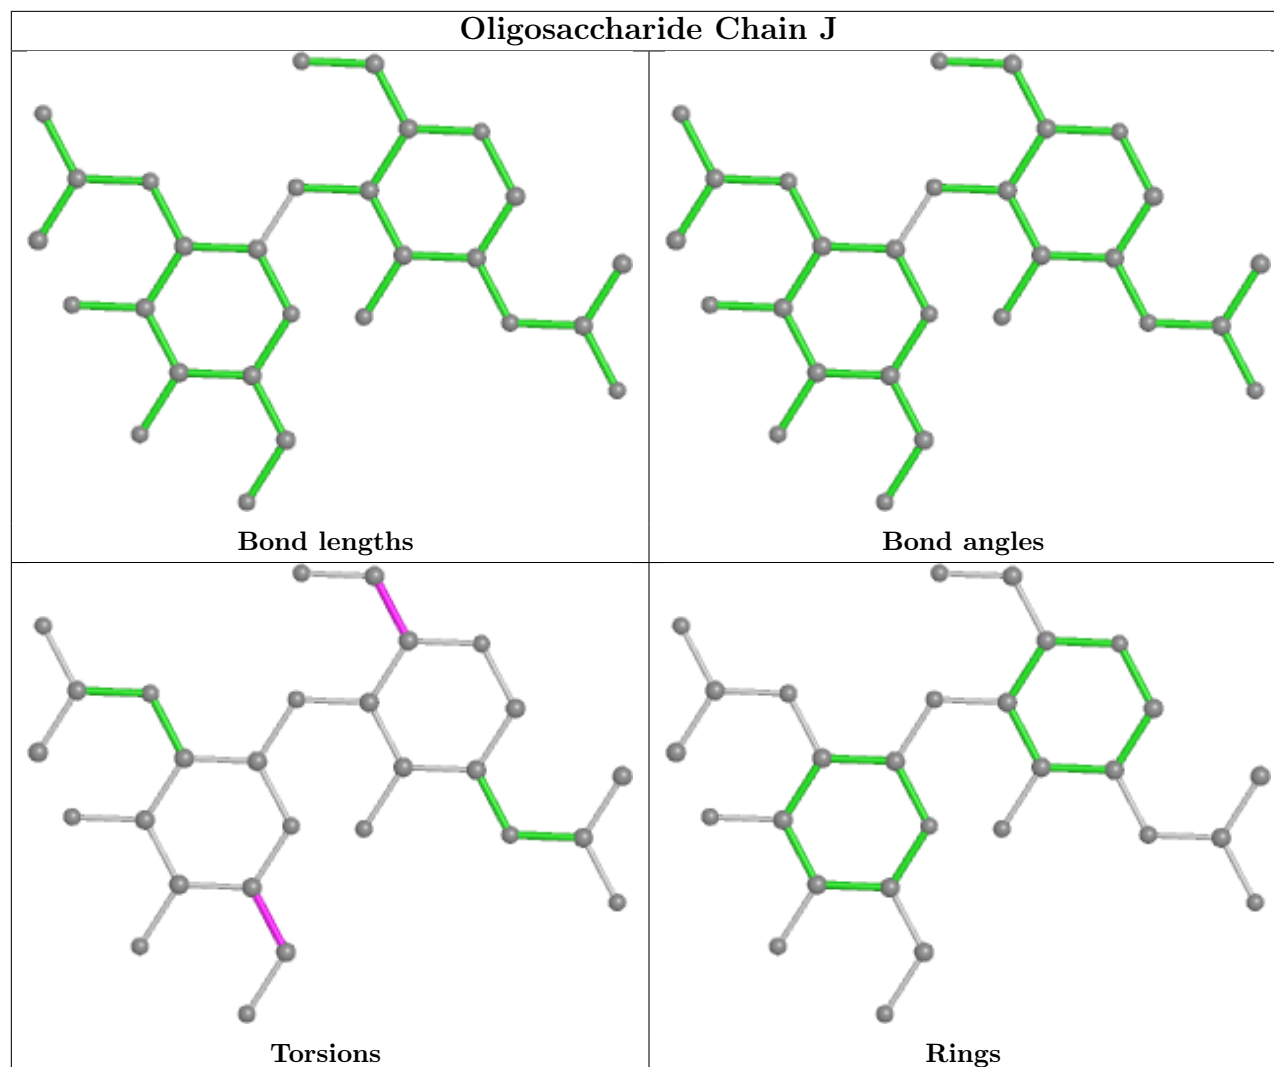 Oligosaccharide Chain J
Bond lengths
Bond angles
Torsions
Rings